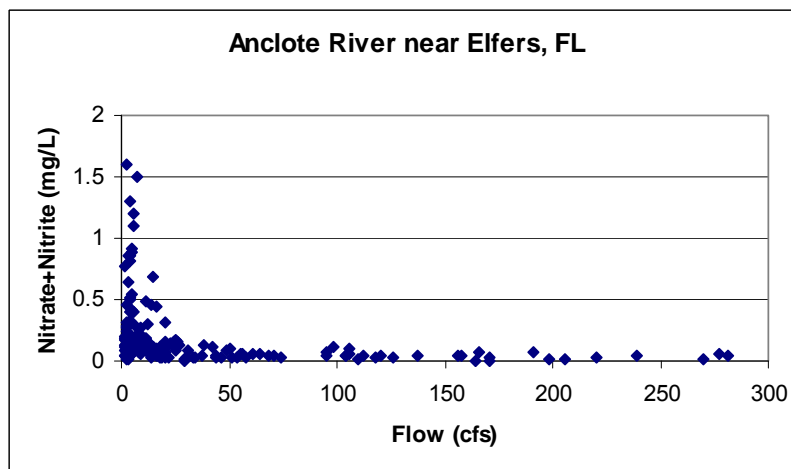 Anclote River near Elfers, FL
Nitrate+Nitrite (mg/L)
2
1.5
1
0.5
0
0 50 100 150 200 250 300
Flow (cfs)